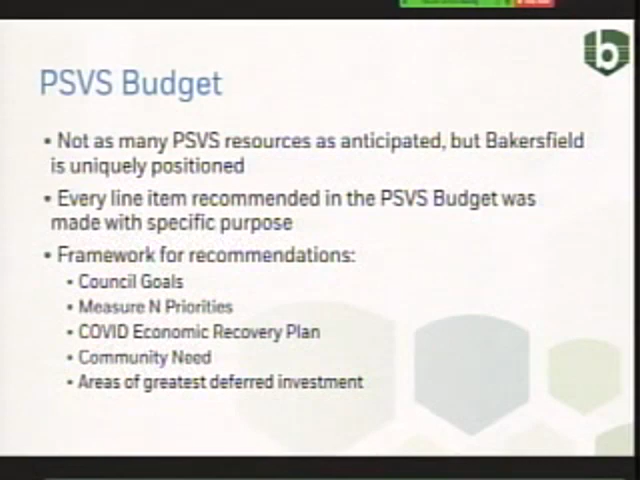 b
PSVS Budget
• Not as many PSVS resources as anticipated, but Bakersfield
is uniquely positioned
• Every line item recommended in the PSVS Budget was
made with specific purpose
• Framework for recommendations:
• Council Goals
• Measure N Priorities
• COVID Economic Recovery Plan
• Community Need
• Areas of greatest deferred investment